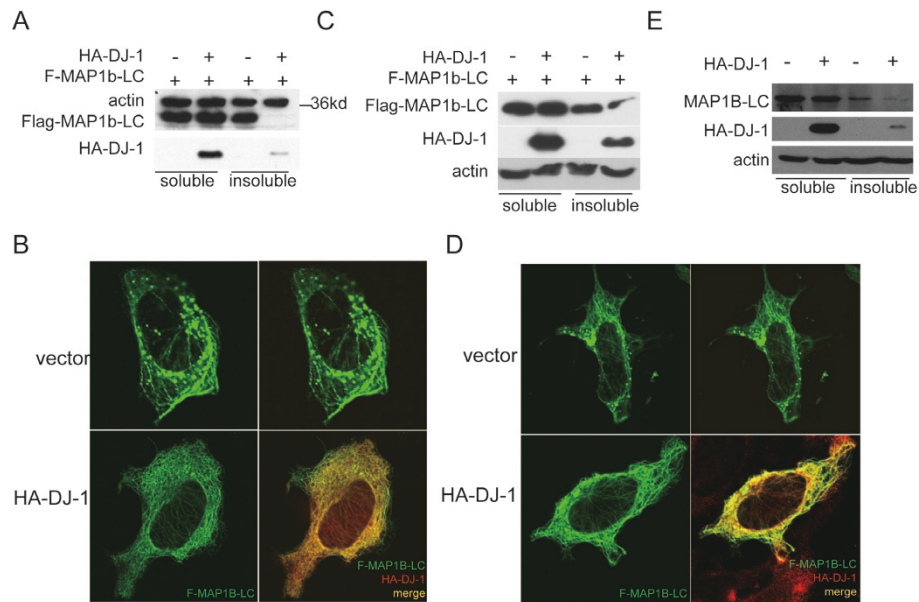 A
HA-DJ-1 - + - +
F-MAP1b-LC + + + +
actin
36kd
Flag-MAP1b-LC
HA-DJ-1
soluble insoluble
C
HA-DJ-1 - + - +
F-MAP1b-LC + + + +
Flag-MAP1b-LC
HA-DJ-1
actin
soluble insoluble
E
HA-DJ-1 - + - +
MAP1B-LC
HA-DJ-1
actin
soluble insoluble
B
vector
HA-DJ-1
F-MAP1B-LC
F-MAP1B-LC
HA-DJ-1
merge
D
vector
HA-DJ-1
F-MAP1B-LC
F-MAP1B-LC
HA-DJ-1
merge